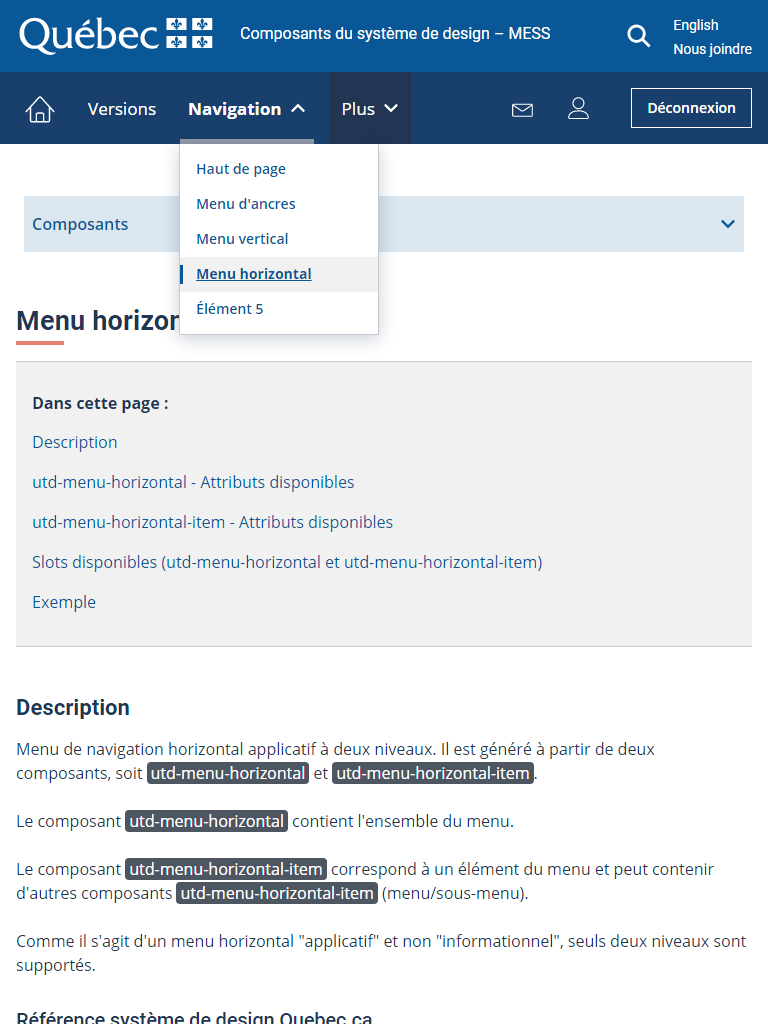 Québec
Composants du système de design – MESS
English
Nous joindre
Versions
Navigation
Plus
Déconnexion
Haut de page
Menu d'ancres
Menu vertical
Menu horizontal
Élément 5
Composants
Menu horizon
Dans cette page :
Description
utd-menu-horizontal - Attributs disponibles
utd-menu-horizontal-item - Attributs disponibles
Slots disponibles (utd-menu-horizontal et utd-menu-horizontal-item)
Exemple
Description
Menu de navigation horizontal applicatif à deux niveaux. Il est généré à partir de deux
composants, soit utd-menu-horizontal et utd-menu-horizontal-item.
Le composant utd-menu-horizontal contient l'ensemble du menu.
Le composant utd-menu-horizontal-item correspond à un élément du menu et peut contenir
d'autres composants utd-menu-horizontal-item (menu/sous-menu).
Comme il s'agit d'un menu horizontal "applicatif" et non "informationnel", seuls deux niveaux sont
supportés.
Référence système de design Quebec.ca